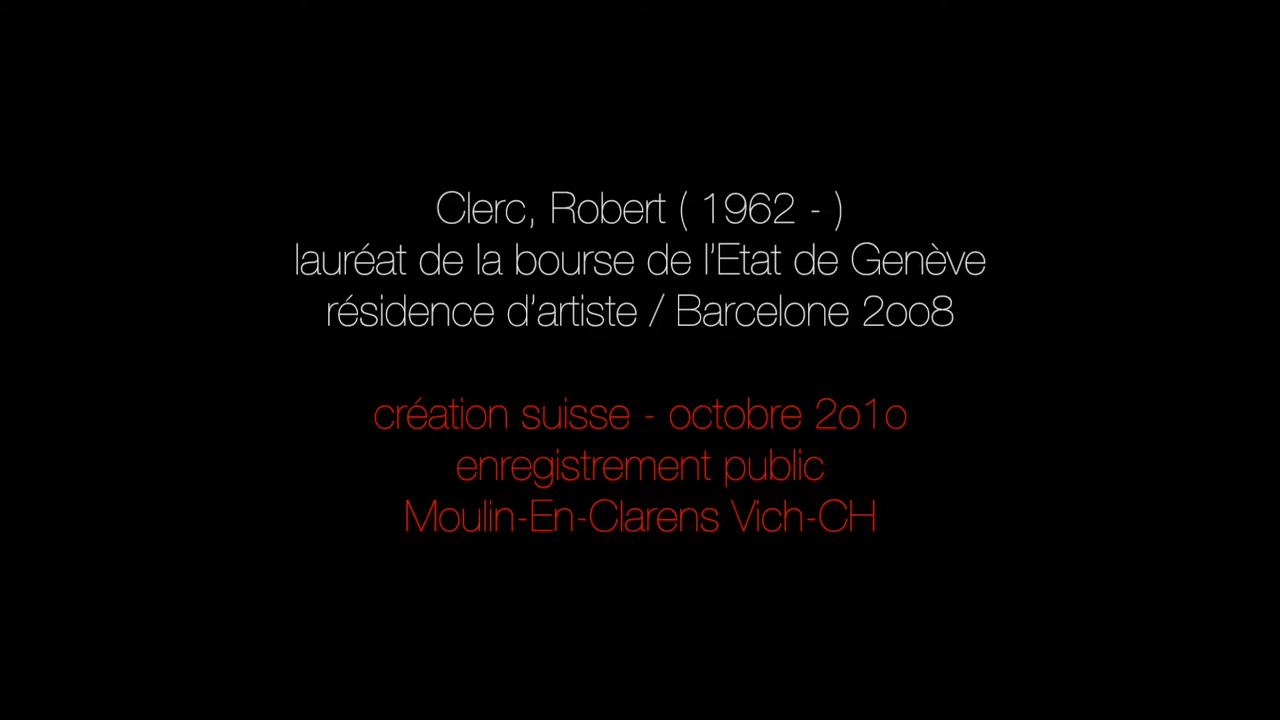 Clerc, Robert ( 1962 - )
lauréat de la bourse de l'Etat de Genève
résidence d'artiste / Barcelone 2oo8
création suisse - octobre 2o1o
enregistrement public
Moulin-En-Clarens Vich-CH